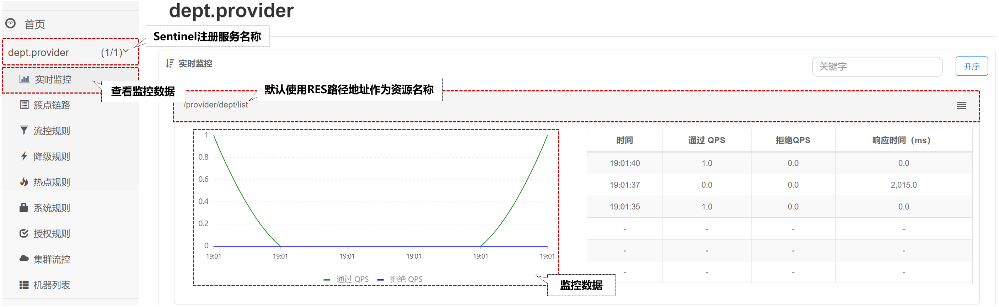 dept.provider
首页
Sentinel注册服务名称
dept.provider (1/1)
实时监控
关键字
升序
实时监控
查看监控数据
默认使用RES路径地址作为资源名称
簇点链路
/provider/dept/list
流控规则
降级规则
热点规则
系统规则
授权规则
集群流控
机器列表
1
0.8
0.6
0.4
0.2
0
19:01 19:01 19:01 19:01 19:01 19:01
通过 QPS 拒绝 QPS
监控数据
时间 通过 QPS 拒绝QPS 响应时间（ms）
19:01:40 1.0 0.0 0.0
19:01:37 0.0 0.0 2,015.0
19:01:35 1.0 0.0 0.0
- - - -
- - - -
- - - -